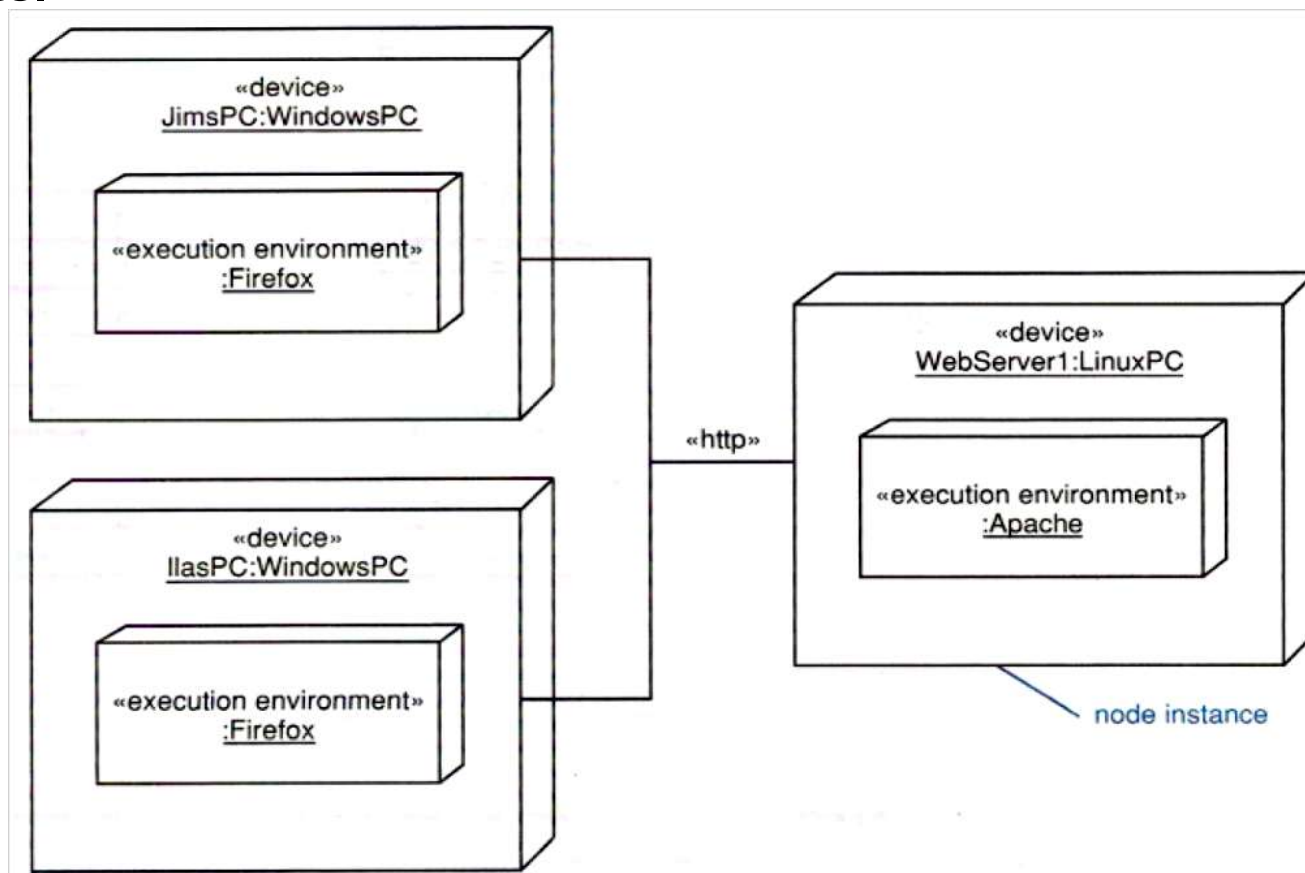 «device»
JimsPC:WindowsPC
«execution environment»
:Firefox
«device»
IlasPC:WindowsPC
«execution environment»
:Firefox
«http»
«device»
WebServer1:LinuxPC
«execution environment»
:Apache
node instance